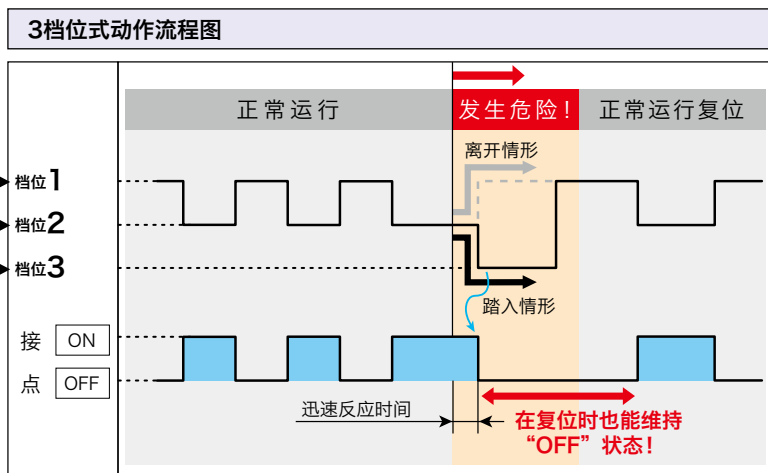 3档位式动作流程图
正常运行
发生危险!
正常运行复位
离开情形
档位1
档位2
档位3
踏入情形
接 ON
点 OFF
迅速反应时间
在复位时也能维持
“OFF”状态!